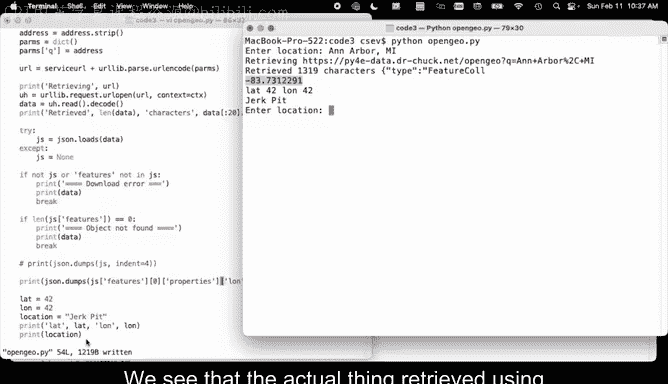 Terminal Shell Edit View Window Help
Sun Feb 11 10:37 AM
code3 — vi opengeo.py — 86×32
address = address.strip()
parms = dict()
parms['q'] = address
url = serviceurl + urllib.parse.urlencode(parms)
print('Retrieving', url)
uh = urllib.request.urlopen(url, context=ctx)
data = uh.read().decode()
print('Retrieved', len(data), 'characters', data[:20],
try:
js = json.loads(data)
except:
js = None
if not js or 'features' not in js:
print('==== Download error ===')
print(data)
break
if len(js['features']) == 0:
print('==== Object not found ====')
print(data)
break
# print(json.dumps(js, indent=4))
print(json.dumps(js['features'][0]['properties']['lon'
lat = 42
lon = 42
location = "Jerk Pit"
print('lat', lat, 'lon', lon)
print(location)
"opengeo.py" 54L, 1219B written
code3 — Python opengeo.py — 79×30
MacBook-Pro-522:code3 csev$ python opengeo.py
Enter location: Ann Arbor, MI
Retrieving https://py4e-data.dr-chuck.net/opengeo?q=Ann+Arbor%2C+MI
Retrieved 1319 characters {"type":"FeatureColl
-83.7312291
lat 42 lon 42
Jerk Pit
Enter location:
We see that the actual thing retrieved using